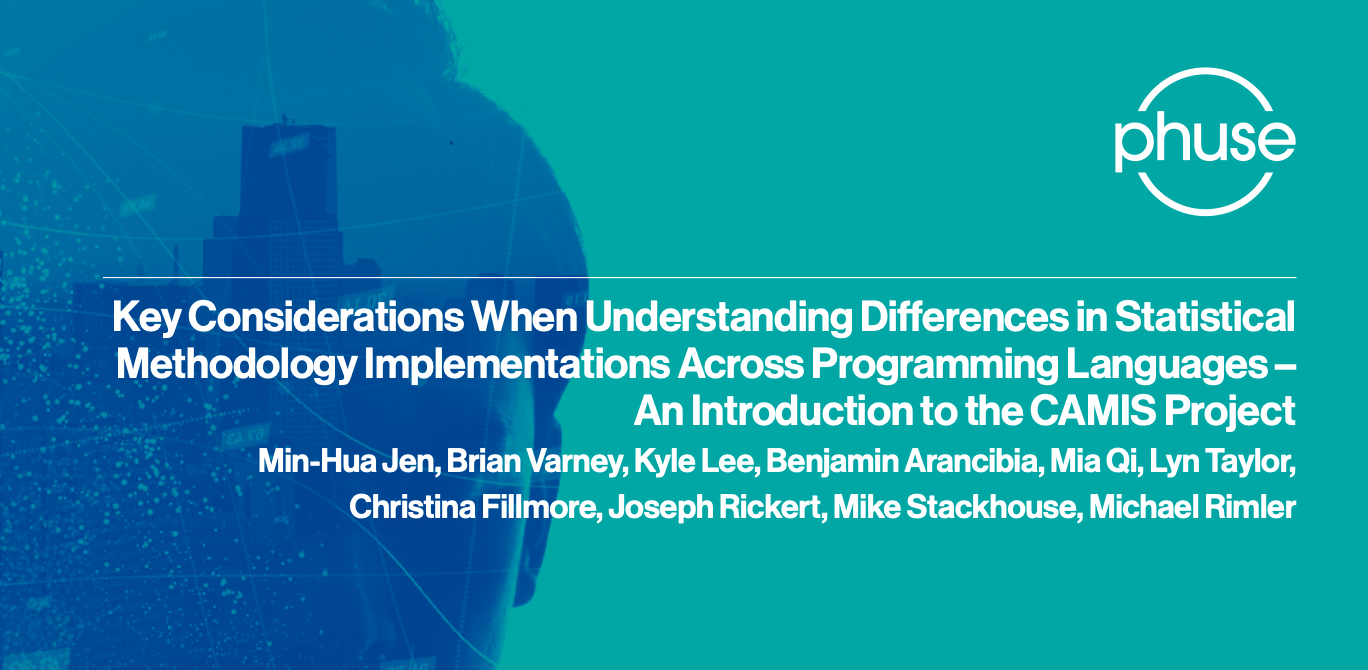 phuse
Key Considerations When Understanding Differences in Statistical
Methodology Implementations Across Programming Languages –
An Introduction to the CAMIS Project
Min-Hua Jen, Brian Varney, Kyle Lee, Benjamin Arancibia, Mia Qi, Lyn Taylor,
Christina Fillmore, Joseph Rickert, Mike Stackhouse, Michael Rimler